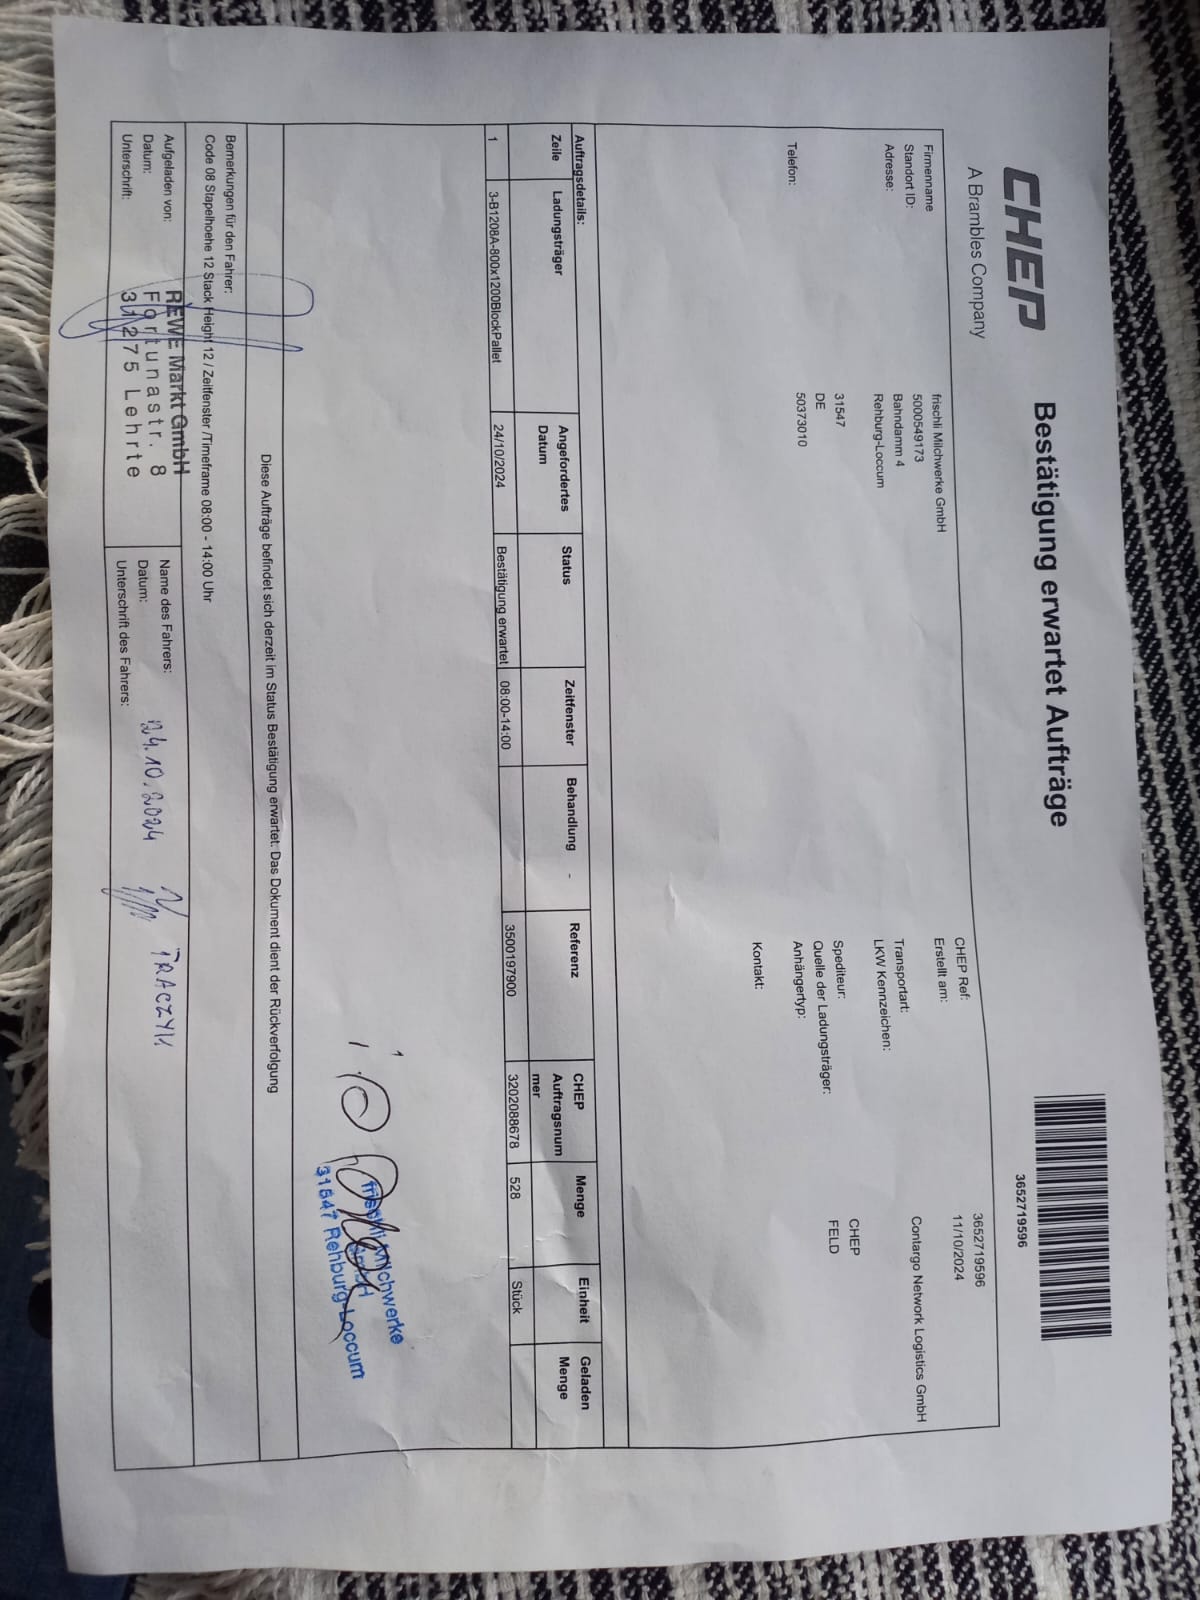 CHEP
A Brambles Company
Bestätigung erwartet Aufträge
3652719596
Firmenname frischli Milchwerke GmbH
Standort ID: 5000549173
Adresse: Bahndamm 4
Rehburg-Loccum
31547
DE
Telefon: 50373010
CHEP Ref: 3652719596
Erstellt am: 11/10/2024
Transportart: Contargo Network Logistics GmbH
LKW Kennzeichen:
Spediteur: CHEP
Quelle der Ladungsträger: FELD
Anhängertyp:
Kontakt:
Auftragsdetails:
Zeile Ladungsträger Angefordertes Datum Status Zeitfenster Behandlung - Referenz CHEP Auftragsnum mer Menge Einheit Geladen Menge
1 3-B1208A-800x1200BlockPallet 24/10/2024 Bestätigung erwartet 08:00-14:00 3500197900 3202088678 528 Stück
frischli Milchwerke
GmbH
31547 Rehburg-Loccum
Diese Aufträge befindet sich derzeit im Status Bestätigung erwartet. Das Dokument dient der Rückverfolgung
Bemerkungen für den Fahrer:
Code 08 Stapelhoehe 12 Stack Height 12 / Zeitfenster /Timeframe 08:00 - 14:00 Uhr
Aufgeladen von:
Datum:
Unterschrift:
REWE Markt GmbH
Fortunastr. 8
31275 Lehrte
Name des Fahrers: TRACZYK
Datum: 24.10.2024
Unterschrift des Fahrers: